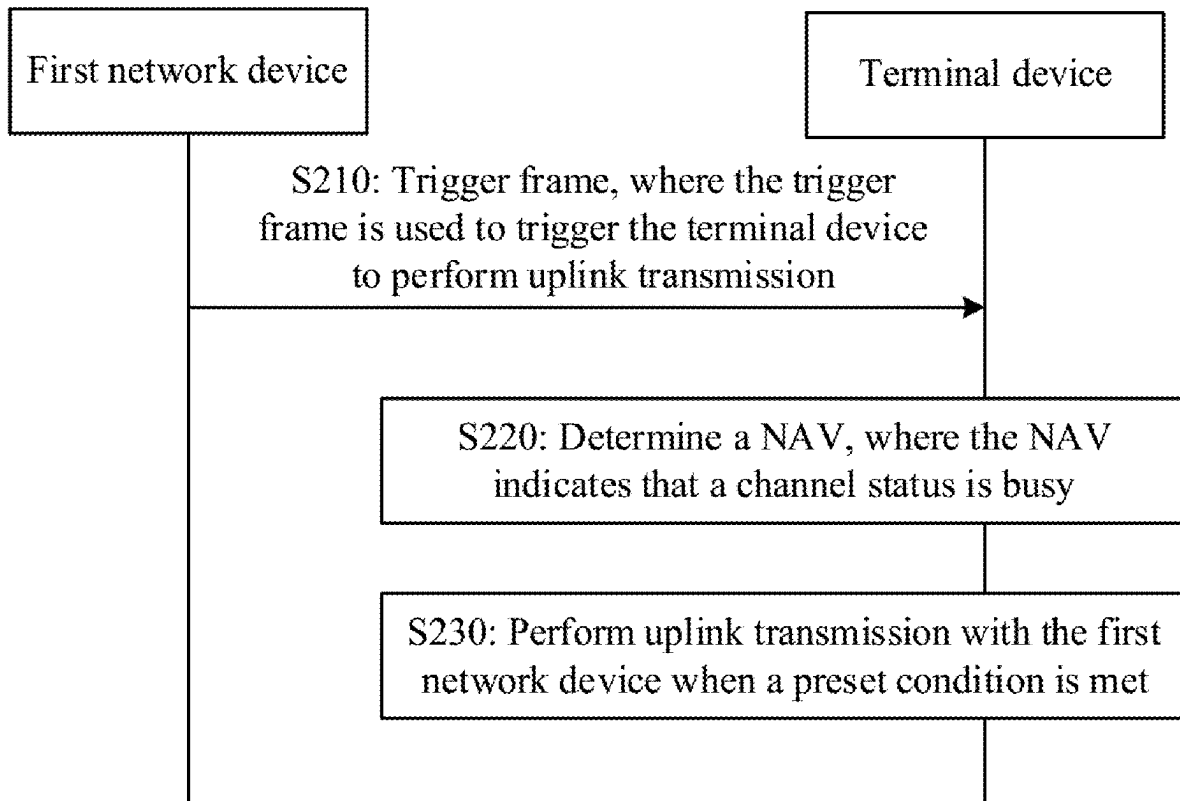 First network device
Terminal device
S210: Trigger frame, where the trigger
frame is used to trigger the terminal device
to perform uplink transmission
S220: Determine a NAV, where the NAV
indicates that a channel status is busy
S230: Perform uplink transmission with the first
network device when a preset condition is met